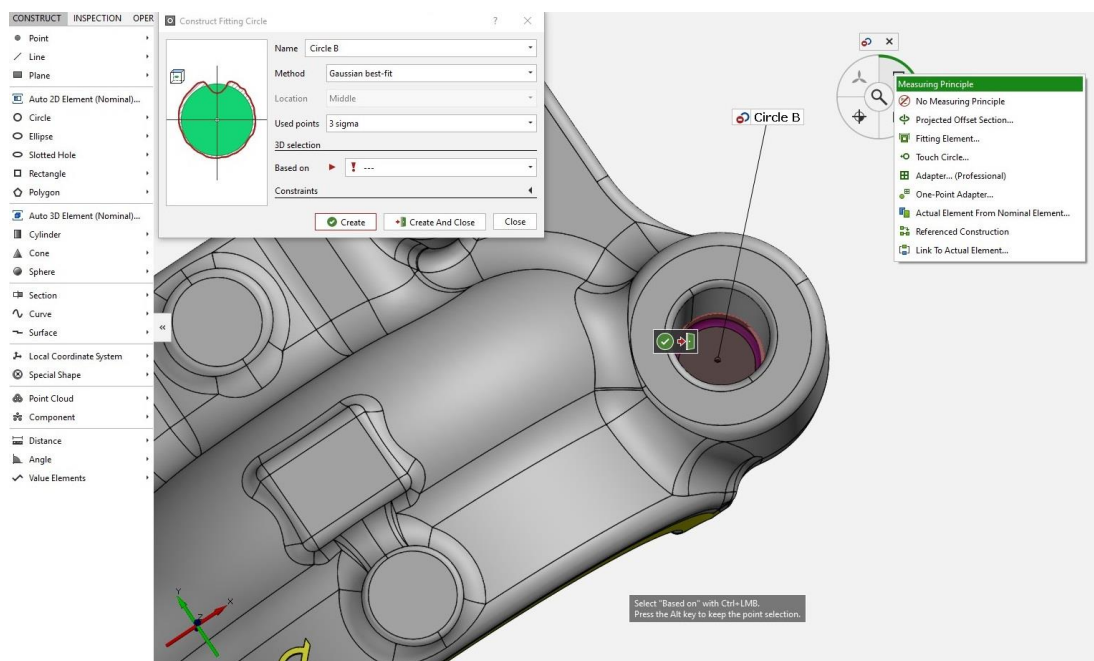 CONSTRUCT INSPECTION OPER
Point
Line
Plane
Auto 2D Element (Nominal)...
Circle
Ellipse
Slotted Hole
Rectangle
Polygon
Auto 3D Element (Nominal)...
Cylinder
Cone
Sphere
Section
Curve
Surface
Local Coordinate System
Special Shape
Point Cloud
Component
Distance
Angle
Value Elements
Construct Fitting Circle ?
Name Circle B
Method Gaussian best-fit
Location Middle
Used points 3 sigma
3D selection
Based on ! ---
Constraints
Create Create And Close Close
«
Circle B
Measuring Principle
No Measuring Principle
Projected Offset Section...
Fitting Element...
Touch Circle...
Adapter... (Professional)
One-Point Adapter...
Actual Element From Nominal Element...
Referenced Construction
Link To Actual Element...
Select "Based on" with Ctrl+LMB.
Press the Alt key to keep the point selection.
Y
X
Z